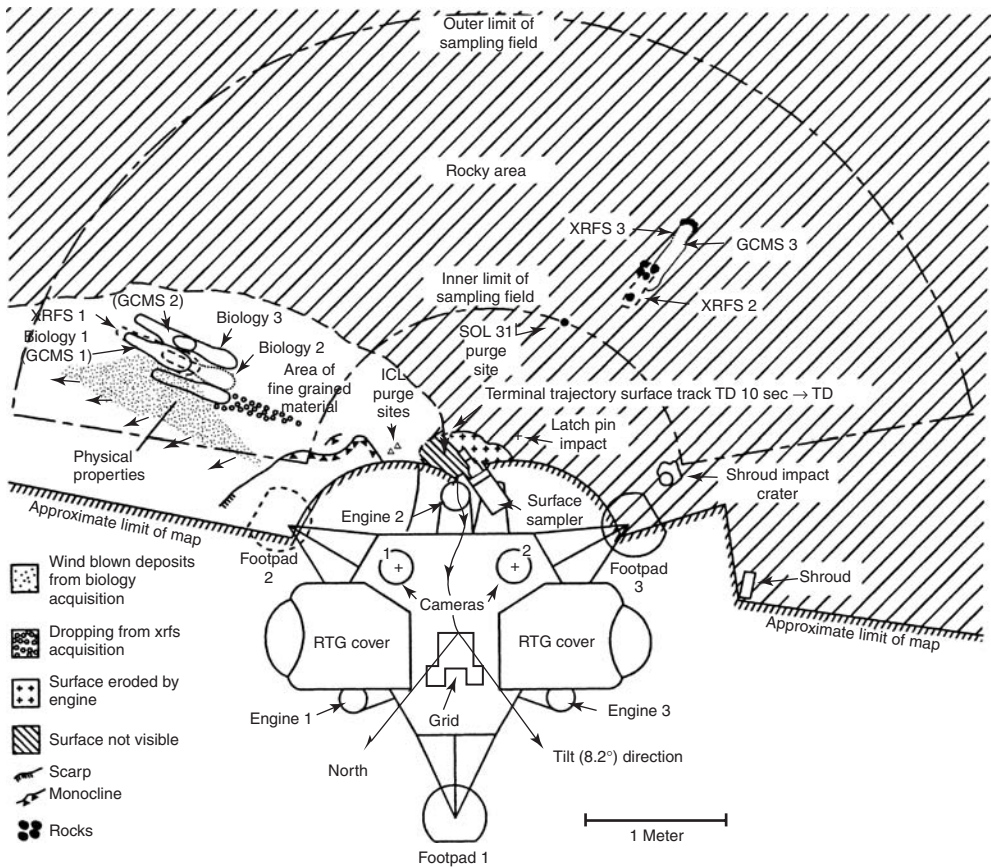 Outer limit of
sampling field
Rocky area
XRFS 3
GCMS 3
XRFS 2
Inner limit of
sampling field
SOL 31
purge
site
(GCMS 2)
XRFS 1
Biology 1
(GCMS 1)
Biology 3
Biology 2
Area of
fine grained
material
ICL
purge
sites
Terminal trajectory surface track TD 10 sec → TD
Latch pin
impact
Physical
properties
Shroud impact
crater
Surface
sampler
Engine 2
Approximate limit of map
Footpad
2
Footpad
3
Shroud
Approximate limit of map
1
2
Cameras
RTG cover
RTG cover
Engine 1
Grid
Engine 3
North
Tilt (8.2°) direction
Footpad 1
1 Meter
Wind blown deposits
from biology
acquisition
Dropping from xrfs
acquisition
Surface eroded by
engine
Surface not visible
Scarp
Monocline
Rocks